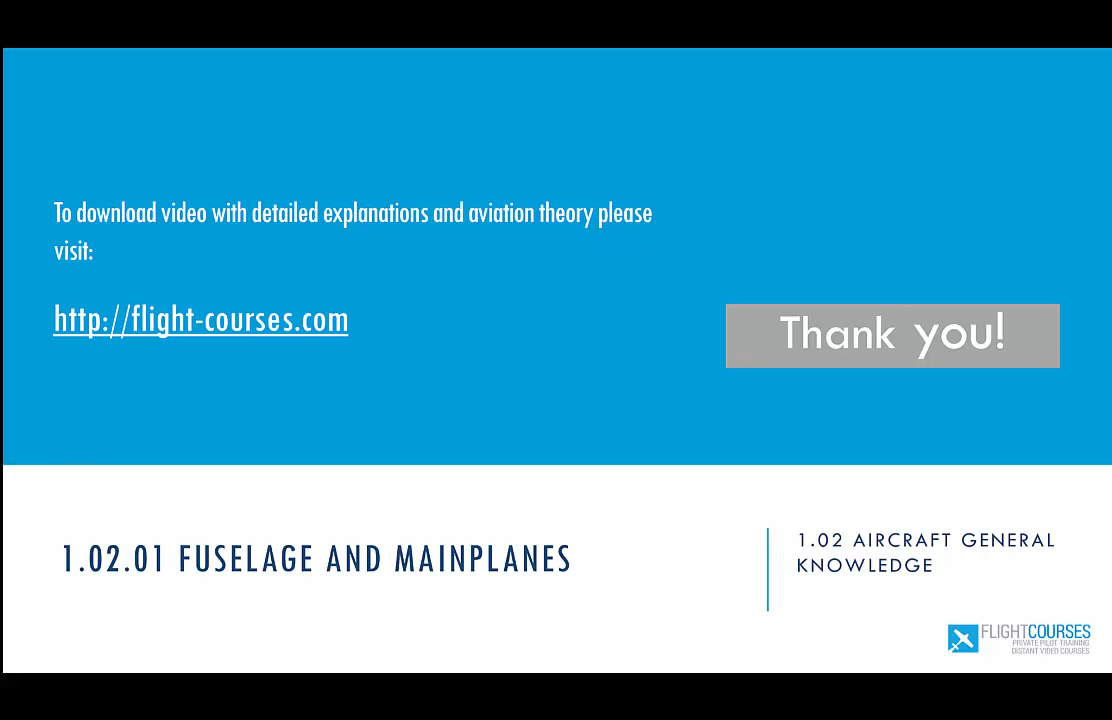 To download video with detailed explanations and aviation theory please
visit:
http://flight-courses.com
Thank you!
1.02.01 FUSELAGE AND MAINPLANES
1.02 AIRCRAFT GENERAL
KNOWLEDGE
FLIGHTCOURSES
PRIVATE PILOT TRAINING
DISTANT VIDEO COURSES